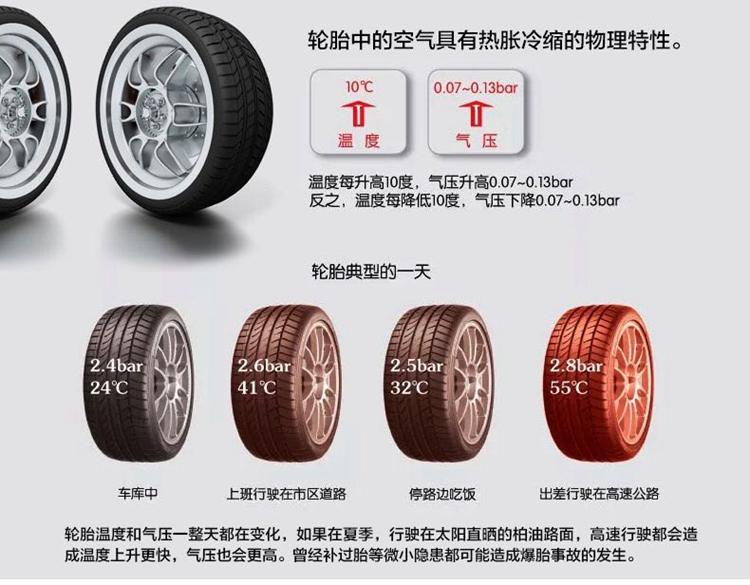 轮胎中的空气具有热胀冷缩的物理特性。
10℃
温度
0.07~0.13bar
气压
温度每升高10度，气压升高0.07~0.13bar
反之，温度每降低10度，气压下降0.07~0.13bar
轮胎典型的一天
2.4bar
24℃
2.6bar
41℃
2.5bar
32℃
2.8bar
55℃
车库中
上班行驶在市区道路
停路边吃饭
出差行驶在高速公路
轮胎温度和气压一整天都在变化，如果在夏季，行驶在太阳直晒的柏油路面，高速行驶都会造
成温度上升更快，气压也会更高。曾经补过胎等微小隐患都可能造成爆胎事故的发生。